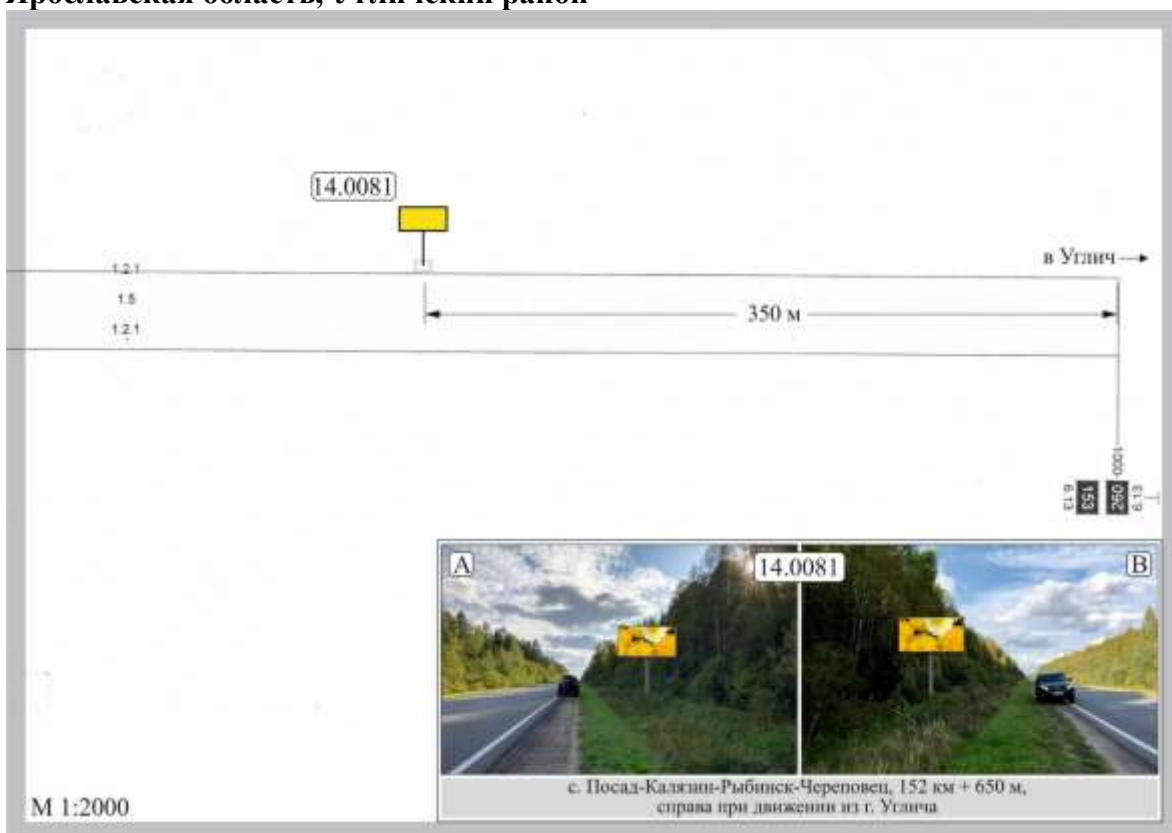 Ярославская область, Угличский район
14.0081
в Углич
1.2.1
1.5
350 м
1.2.1
1000
6.13
153
092
6.13
A
14.0081
B
с. Посад-Калязин-Рыбинск-Череповец, 152 км + 650 м,
справа при движении из г. Углича
М 1:2000